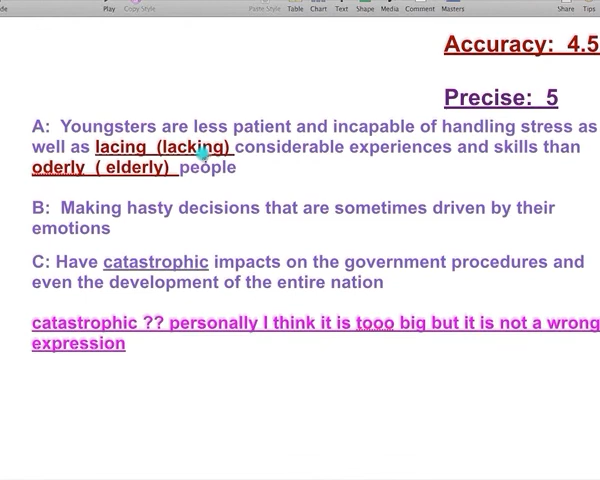 de Play Copy Style Paste Style Table Chart Text Shape Media Comment Masters Share Tips
Accuracy: 4.5
Precise: 5
A: Youngsters are less patient and incapable of handling stress as
well as lacing (lacking) considerable experiences and skills than
oderly ( elderly) people
B: Making hasty decisions that are sometimes driven by their
emotions
C: Have catastrophic impacts on the government procedures and
even the development of the entire nation
catastrophic ?? personally I think it is tooo big but it is not a wrong
expression